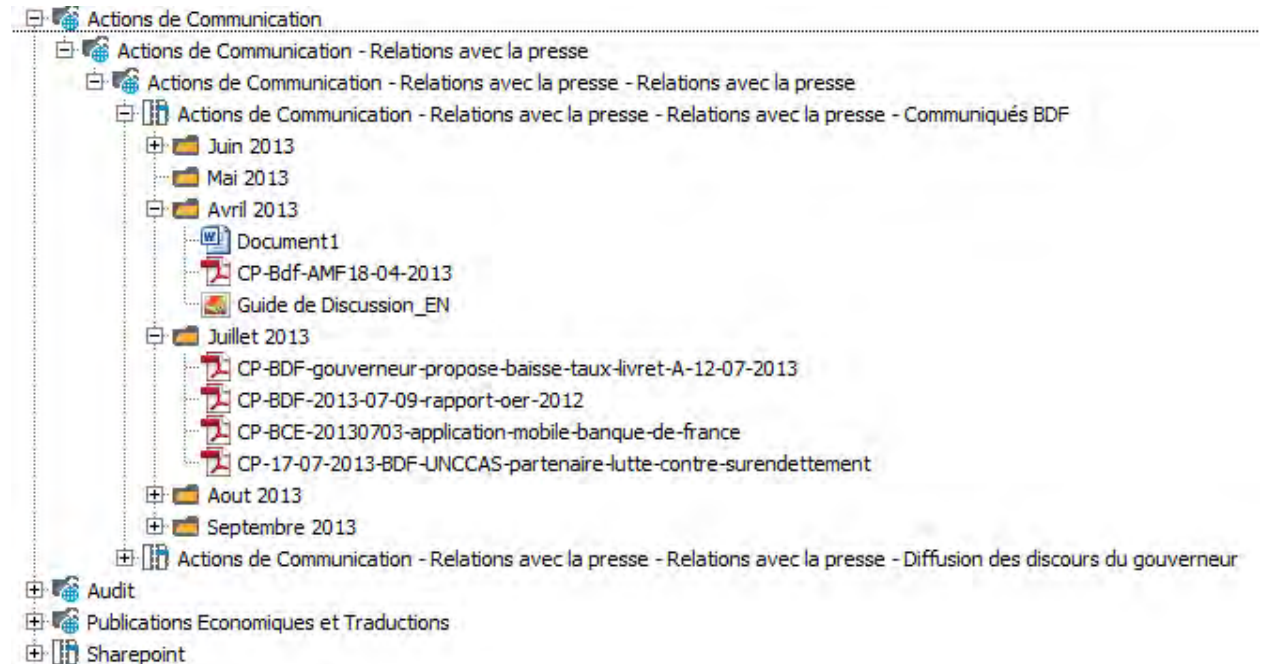 Actions de Communication
Actions de Communication - Relations avec la presse
Actions de Communication - Relations avec la presse - Relations avec la presse
Actions de Communication - Relations avec la presse - Relations avec la presse - Communiqués BDF
Juin 2013
Mai 2013
Avril 2013
Document1
CP-Bdf-AMF18-04-2013
Guide de Discussion_EN
Juillet 2013
CP-BDF-gouverneur-propose-baisse-taux-livret-A-12-07-2013
CP-BDF-2013-07-09-rapport-oer-2012
CP-BCE-20130703-application-mobile-banque-de-france
CP-17-07-2013-BDF-UNCCAS-partenaire-lutte-contre-surendettement
Aout 2013
Septembre 2013
Actions de Communication - Relations avec la presse - Relations avec la presse - Diffusion des discours du gouverneur
Audit
Publications Economiques et Traductions
Sharepoint